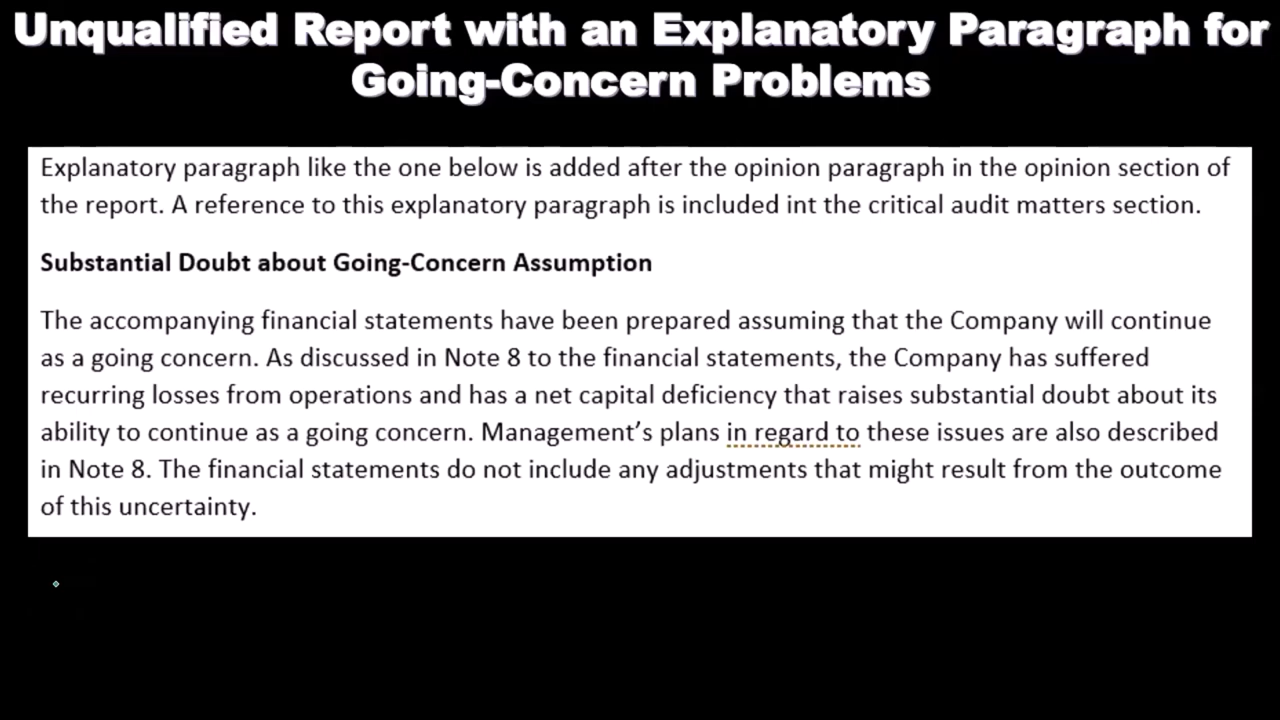 Unqualified Report with an Explanatory Paragraph for
Going-Concern Problems
Explanatory paragraph like the one below is added after the opinion paragraph in the opinion section of
the report. A reference to this explanatory paragraph is included int the critical audit matters section.
Substantial Doubt about Going-Concern Assumption
The accompanying financial statements have been prepared assuming that the Company will continue
as a going concern. As discussed in Note 8 to the financial statements, the Company has suffered
recurring losses from operations and has a net capital deficiency that raises substantial doubt about its
ability to continue as a going concern. Management’s plans in regard to these issues are also described
in Note 8. The financial statements do not include any adjustments that might result from the outcome
of this uncertainty.